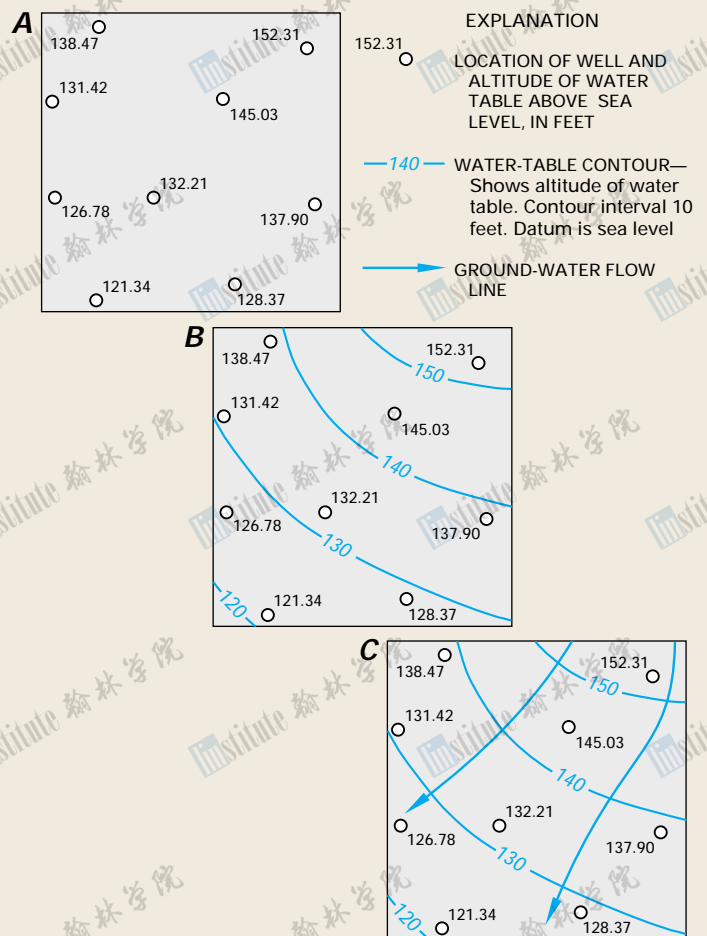 A
138.47
152.31
131.42
145.03
126.78
132.21
137.90
121.34
128.37
EXPLANATION
152.31
LOCATION OF WELL AND
ALTITUDE OF WATER
TABLE ABOVE SEA
LEVEL, IN FEET
140
WATER-TABLE CONTOUR—
Shows altitude of water
table. Contour interval 10
feet. Datum is sea level
GROUND-WATER FLOW
LINE
B
138.47
152.31
150
131.42
145.03
140
126.78
132.21
137.90
130
120
121.34
128.37
C
138.47
152.31
150
131.42
145.03
140
126.78
132.21
137.90
130
120
121.34
128.37
institute 翰林学院